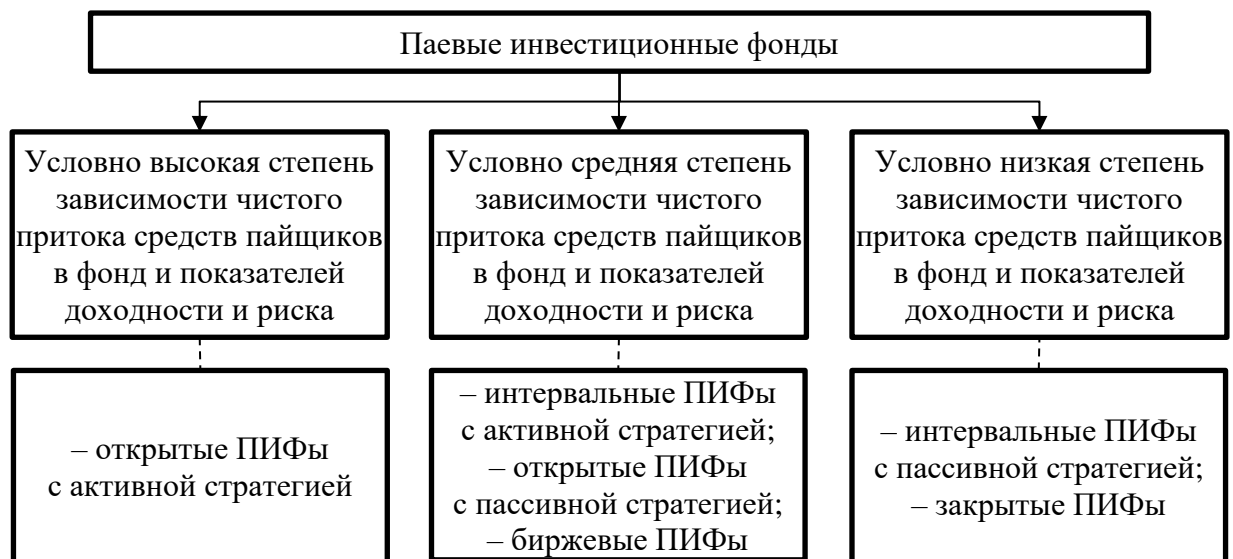 Паевые инвестиционные фонды
Условно высокая степень
зависимости чистого
притока средств пайщиков
в фонд и показателей
доходности и риска
Условно средняя степень
зависимости чистого
притока средств пайщиков
в фонд и показателей
доходности и риска
Условно низкая степень
зависимости чистого
притока средств пайщиков
в фонд и показателей
доходности и риска
– открытые ПИФы
с активной стратегией
– интервальные ПИФы
с активной стратегией;
– открытые ПИФы
с пассивной стратегией;
– биржевые ПИФы
– интервальные ПИФы
с пассивной стратегией;
– закрытые ПИФы